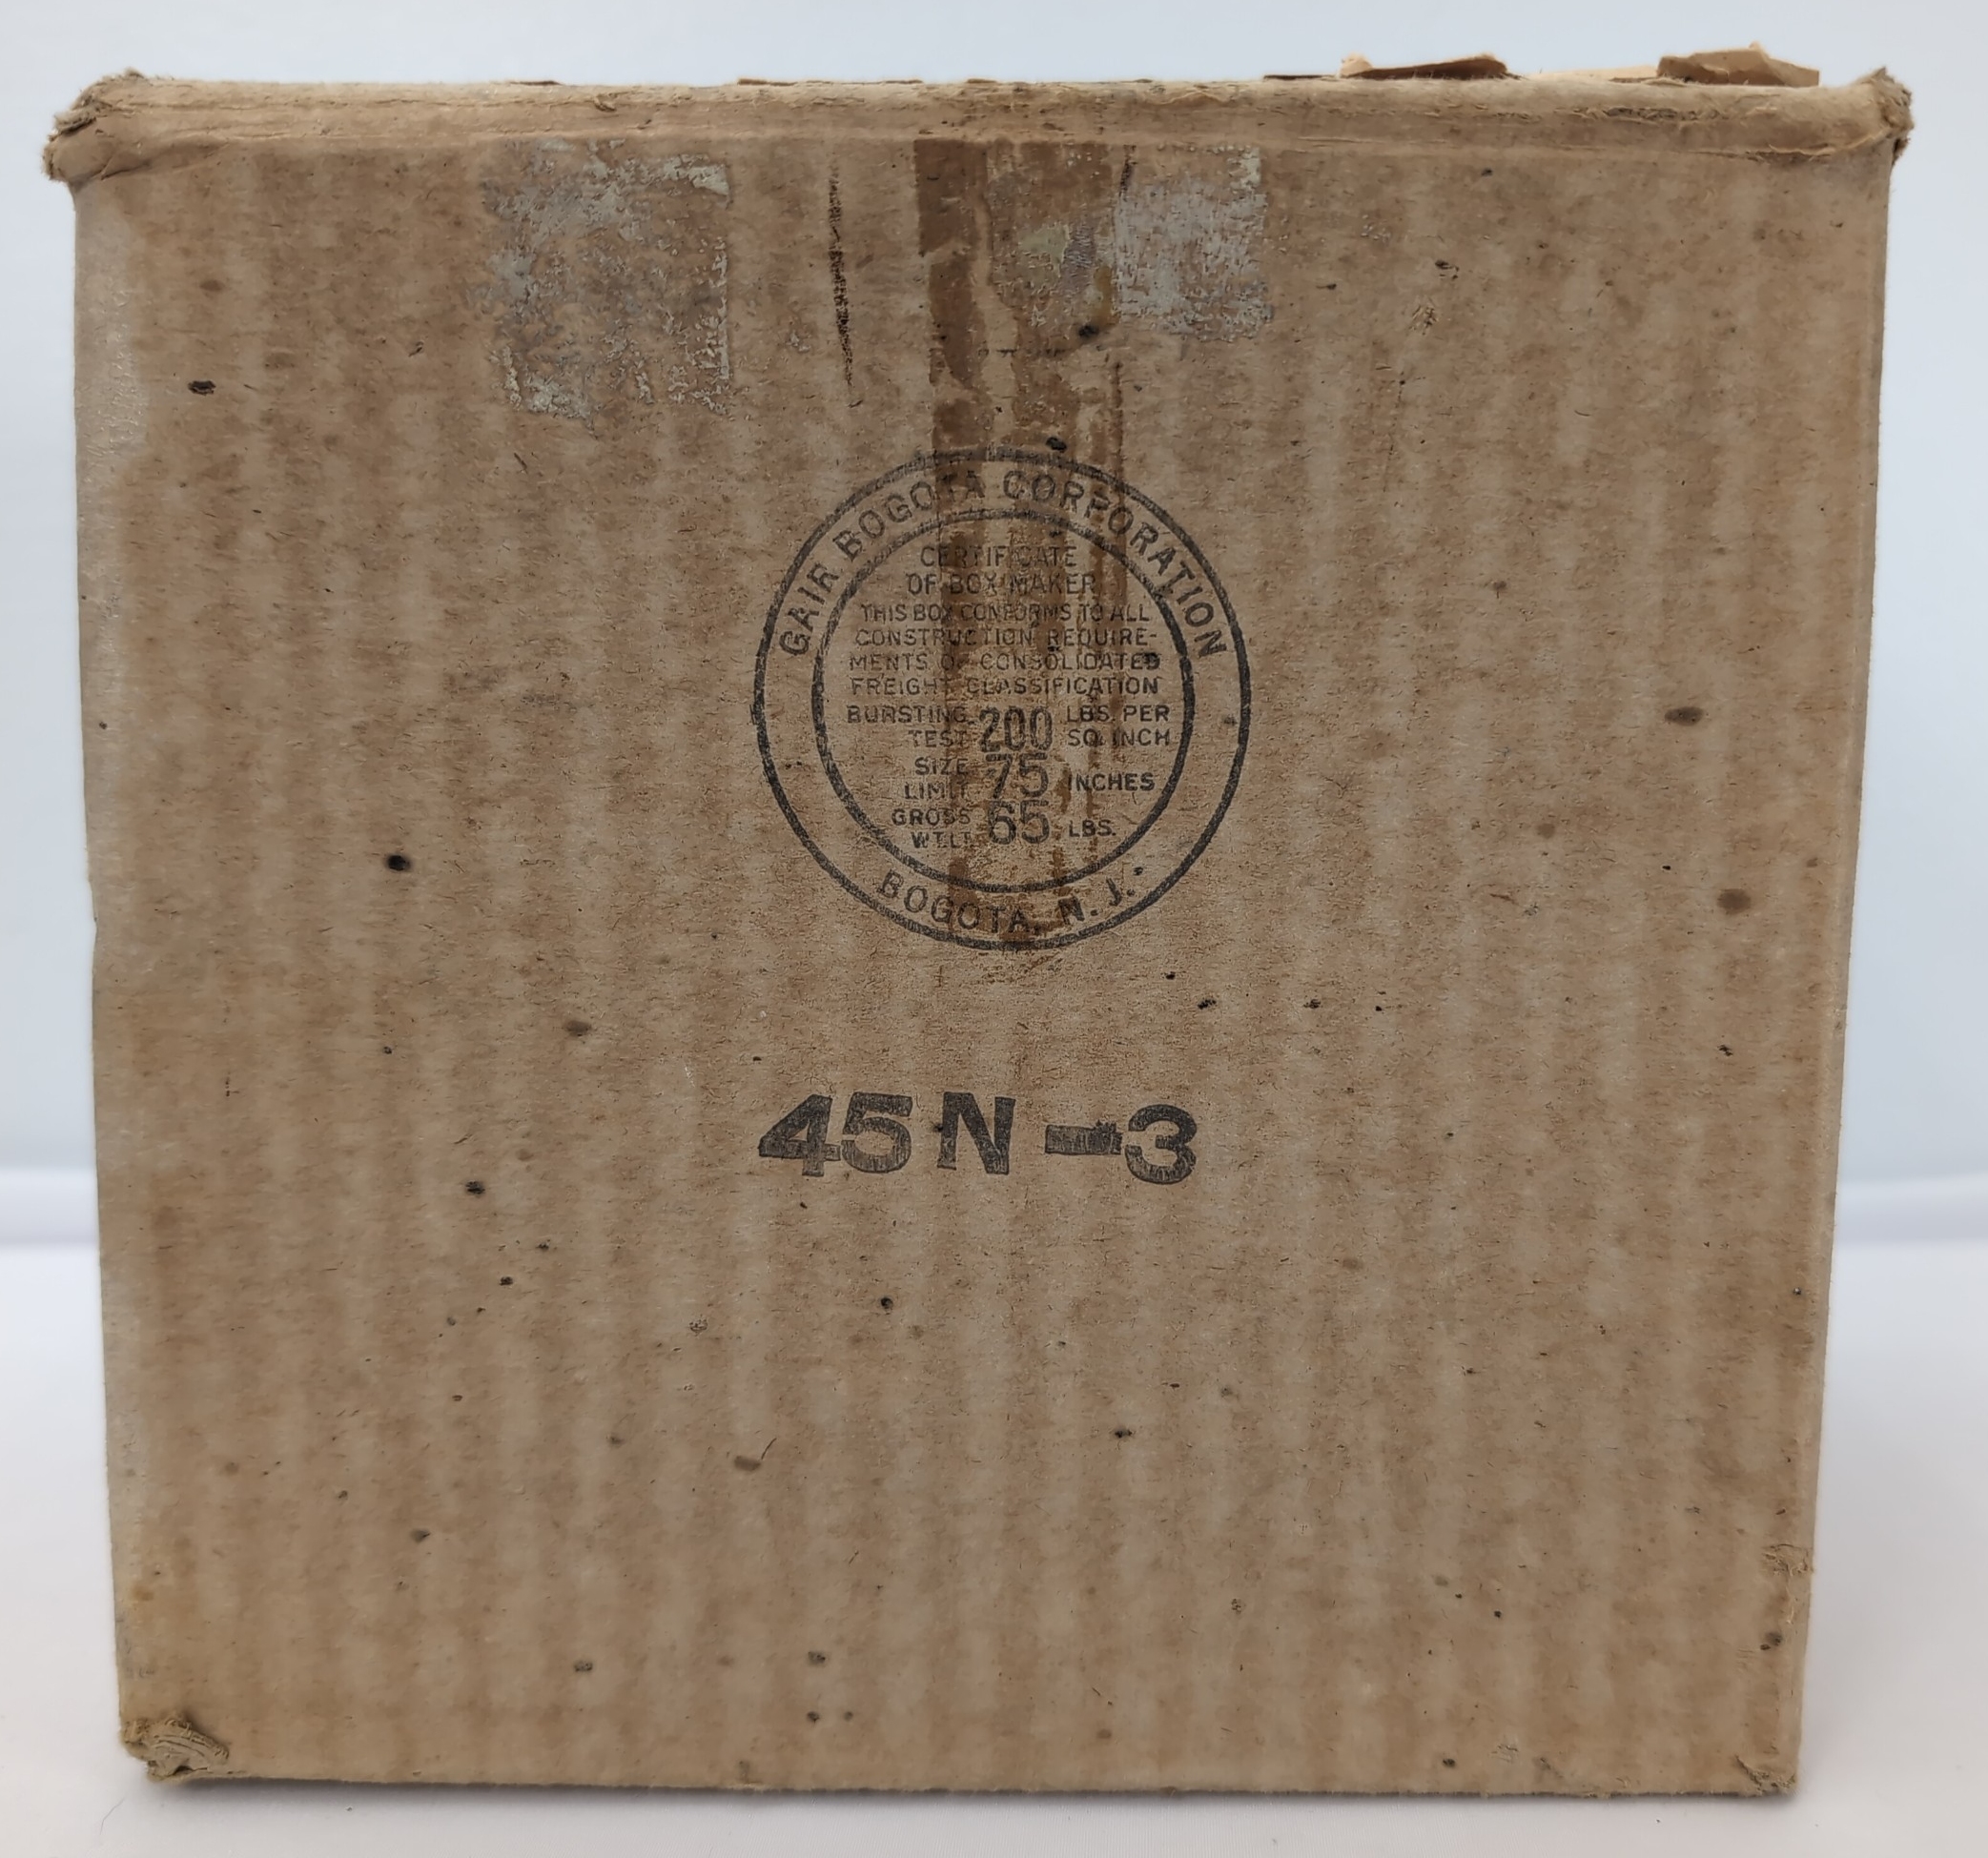 GAIR BOGOTA CORPORATION
CERTIFICATE
OF BOX MAKER
THIS BOX CONFORMS TO ALL
CONSTRUCTION REQUIRE-
MENTS OF CONSOLIDATED
FREIGHT CLASSIFICATION
BURSTING TEST 200 LBS. PER SQ. INCH
SIZE LIMIT 75 INCHES
GROSS WT. LT. 65 LBS.
BOGOTA, N. J.
45N-3